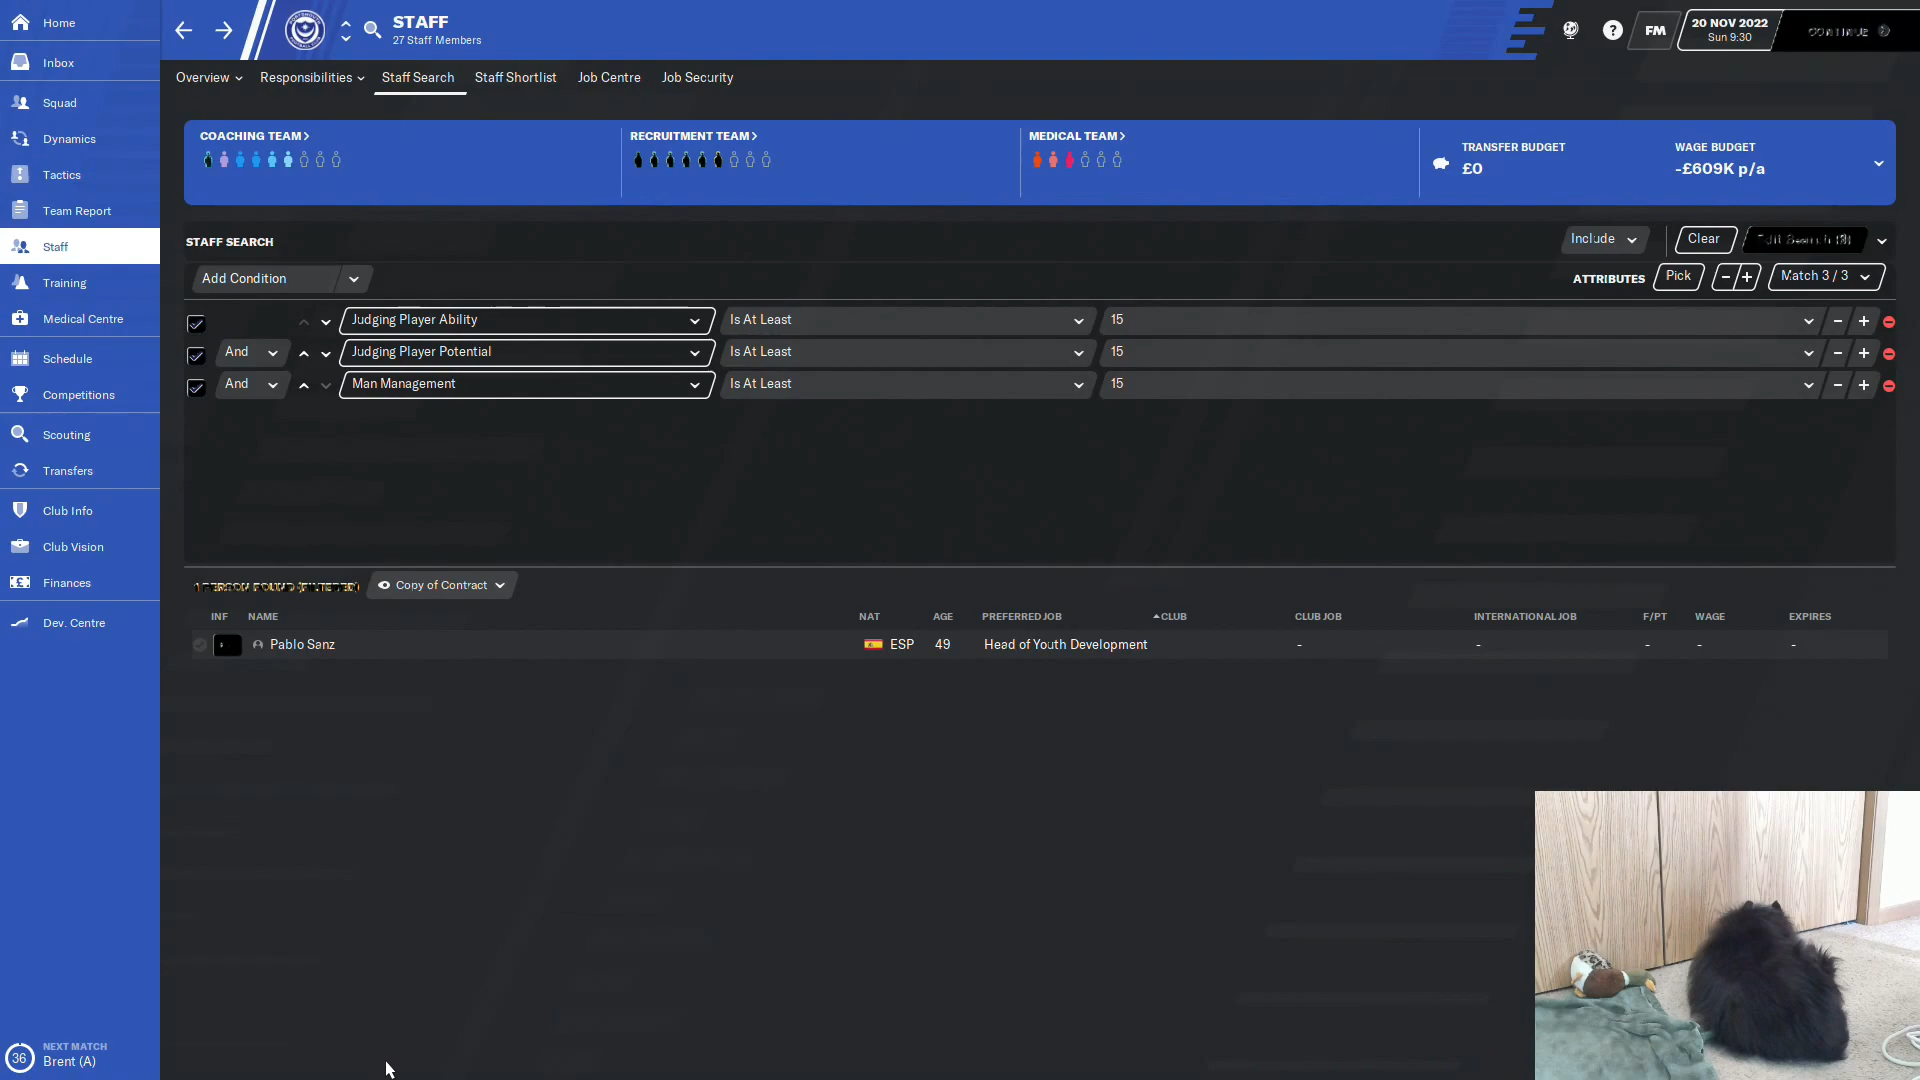 Home
Inbox
Squad
Dynamics
Tactics
Team Report
Staff
Training
Medical Centre
Schedule
Competitions
Scouting
Transfers
Club Info
Club Vision
Finances
Dev. Centre
36
NEXT MATCH
Brent (A)
STAFF
27 Staff Members
FM
20 NOV 2022
Sun 9:30
CONTINUE
Overview
Responsibilities
Staff Search
Staff Shortlist
Job Centre
Job Security
COACHING TEAM
RECRUITMENT TEAM
MEDICAL TEAM
TRANSFER BUDGET
£0
WAGE BUDGET
-£609K p/a
STAFF SEARCH
Include
Clear
Add Condition
ATTRIBUTES
Pick
Match 3 / 3
Judging Player Ability Is At Least 15
And Judging Player Potential Is At Least 15
And Man Management Is At Least 15
1 PERSON FOUND (FILTERED)
Copy of Contract
INF NAME NAT AGE PREFERRED JOB CLUB CLUB JOB INTERNATIONAL JOB F/PT WAGE EXPIRES
Pablo Sanz ESP 49 Head of Youth Development - - - - -